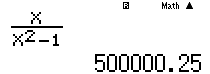 R Math ▲
x
x²-1
500000.25